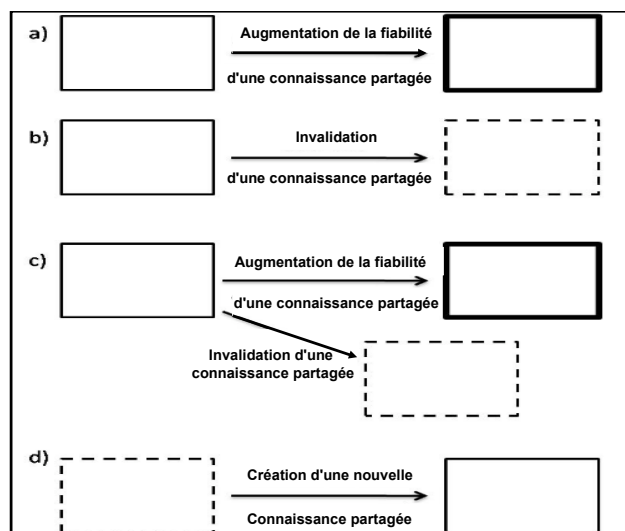 a)
Augmentation de la fiabilité
d'une connaissance partagée
b)
Invalidation
d'une connaissance partagée
c)
Augmentation de la fiabilité
d'une connaissance partagée
Invalidation d'une
connaissance partagée
d)
Création d'une nouvelle
Connaissance partagée